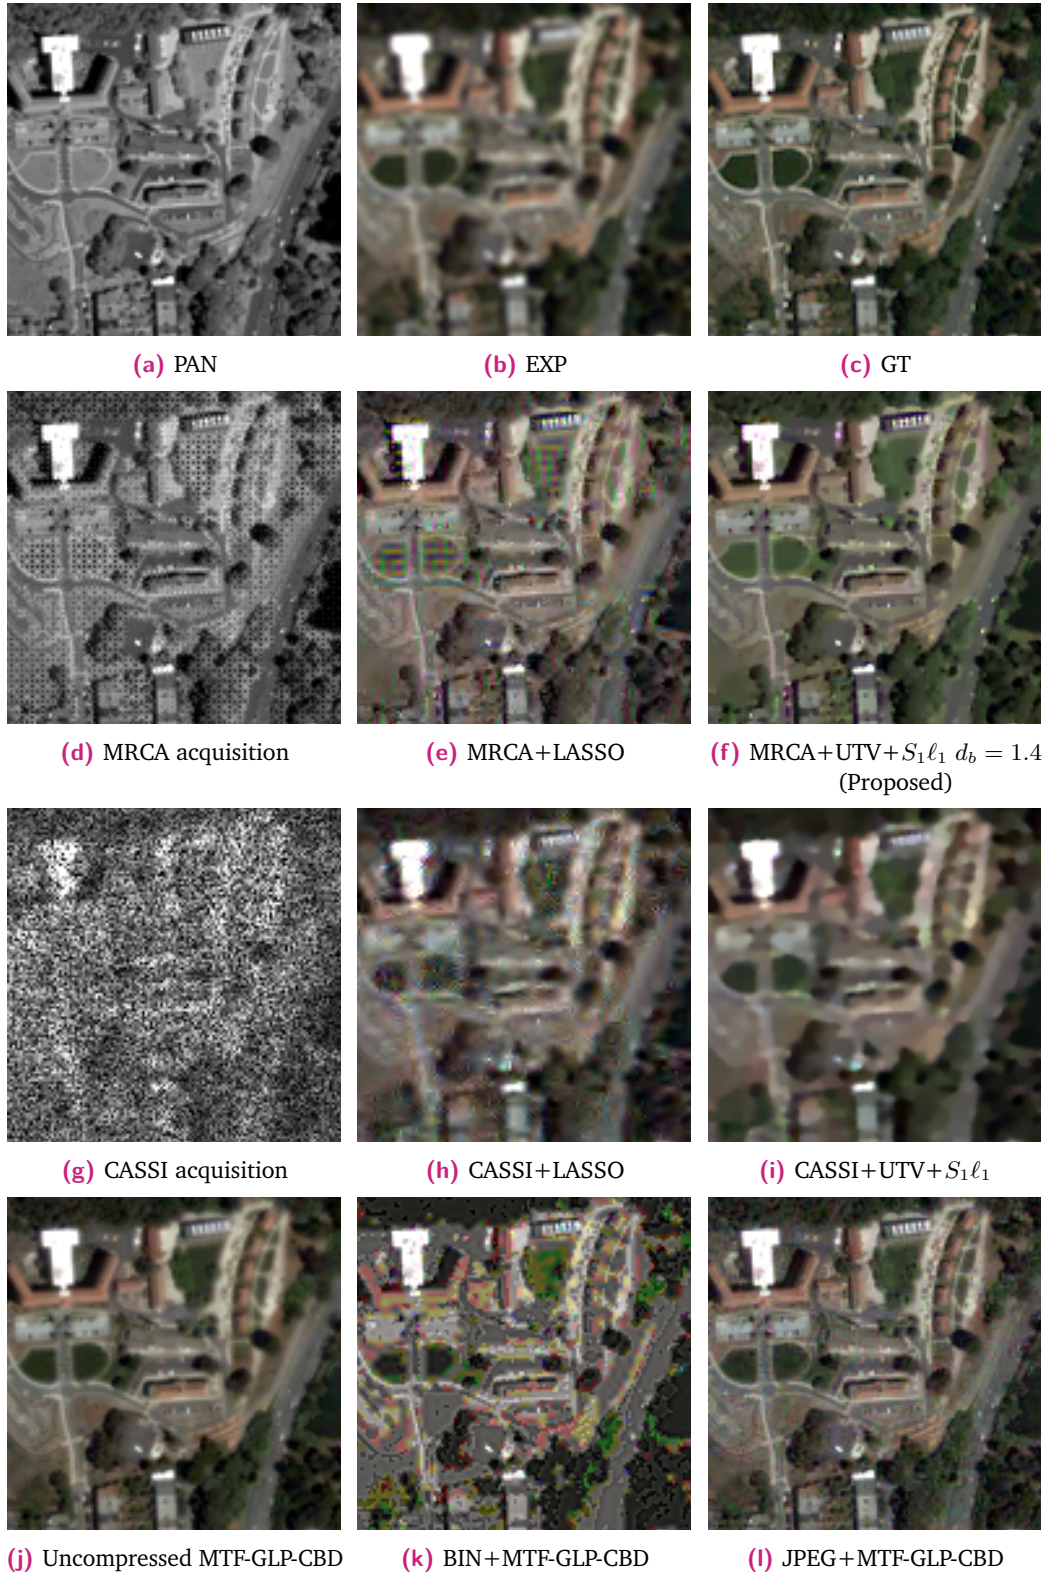 (a) PAN
(b) EXP
(c) GT
(d) MRCA acquisition
(e) MRCA+LASSO
(f) MRCA+UTV+S₁ℓ₁ d_b = 1.4
(Proposed)
(g) CASSI acquisition
(h) CASSI+LASSO
(i) CASSI+UTV+S₁ℓ₁
(j) Uncompressed MTF-GLP-CBD
(k) BIN+MTF-GLP-CBD
(l) JPEG+MTF-GLP-CBD